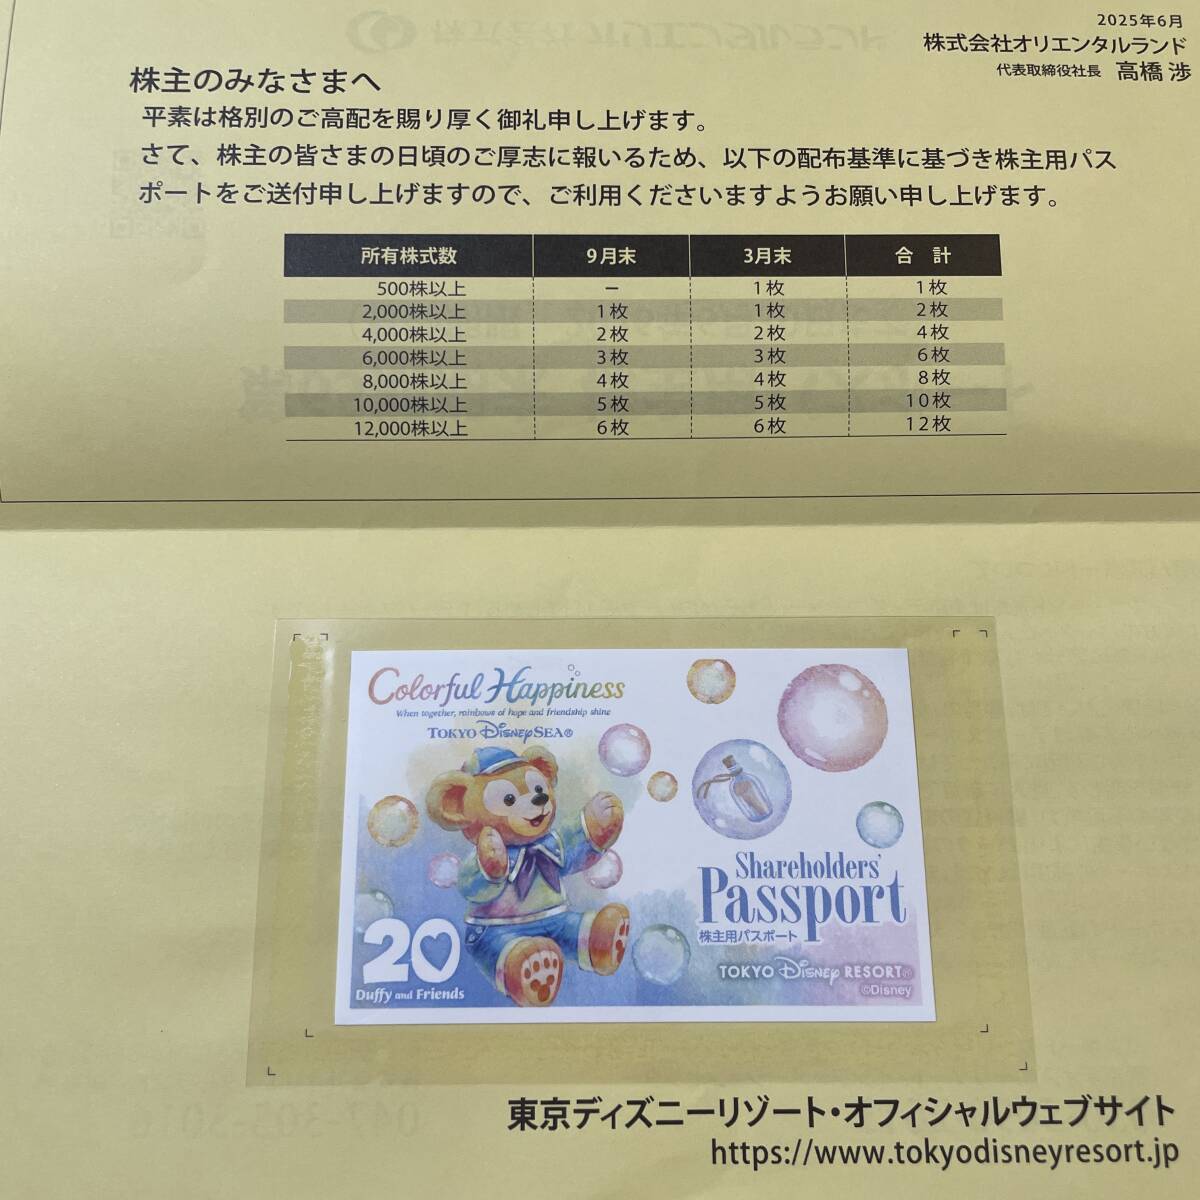 2025年6月
株式会社オリエンタルランド
代表取締役社長 高橋 渉
株主のみなさまへ
平素は格別のご高配を賜り厚く御礼申し上げます。
さて、株主の皆さまの日頃のご厚志に報いるため、以下の配布基準に基づき株主用パス
ポートをご送付申し上げますので、ご利用くださいますようお願い申し上げます。
所有株式数 9月末 3月末 合 計
500株以上 － 1枚 1枚
2,000株以上 1枚 1枚 2枚
4,000株以上 2枚 2枚 4枚
6,000株以上 3枚 3枚 6枚
8,000株以上 4枚 4枚 8枚
10,000株以上 5枚 5枚 10枚
12,000株以上 6枚 6枚 12枚
Colorful Happiness
When together, rainbows of hope and friendship shine
TOKYO DISNEY SEA®
Shareholders'
Passport
株主用パスポート
20
Duffy and Friends
TOKYO Disney RESORT®
©Disney
東京ディズニーリゾート・オフィシャルウェブサイト
https://www.tokyodisneyresort.jp